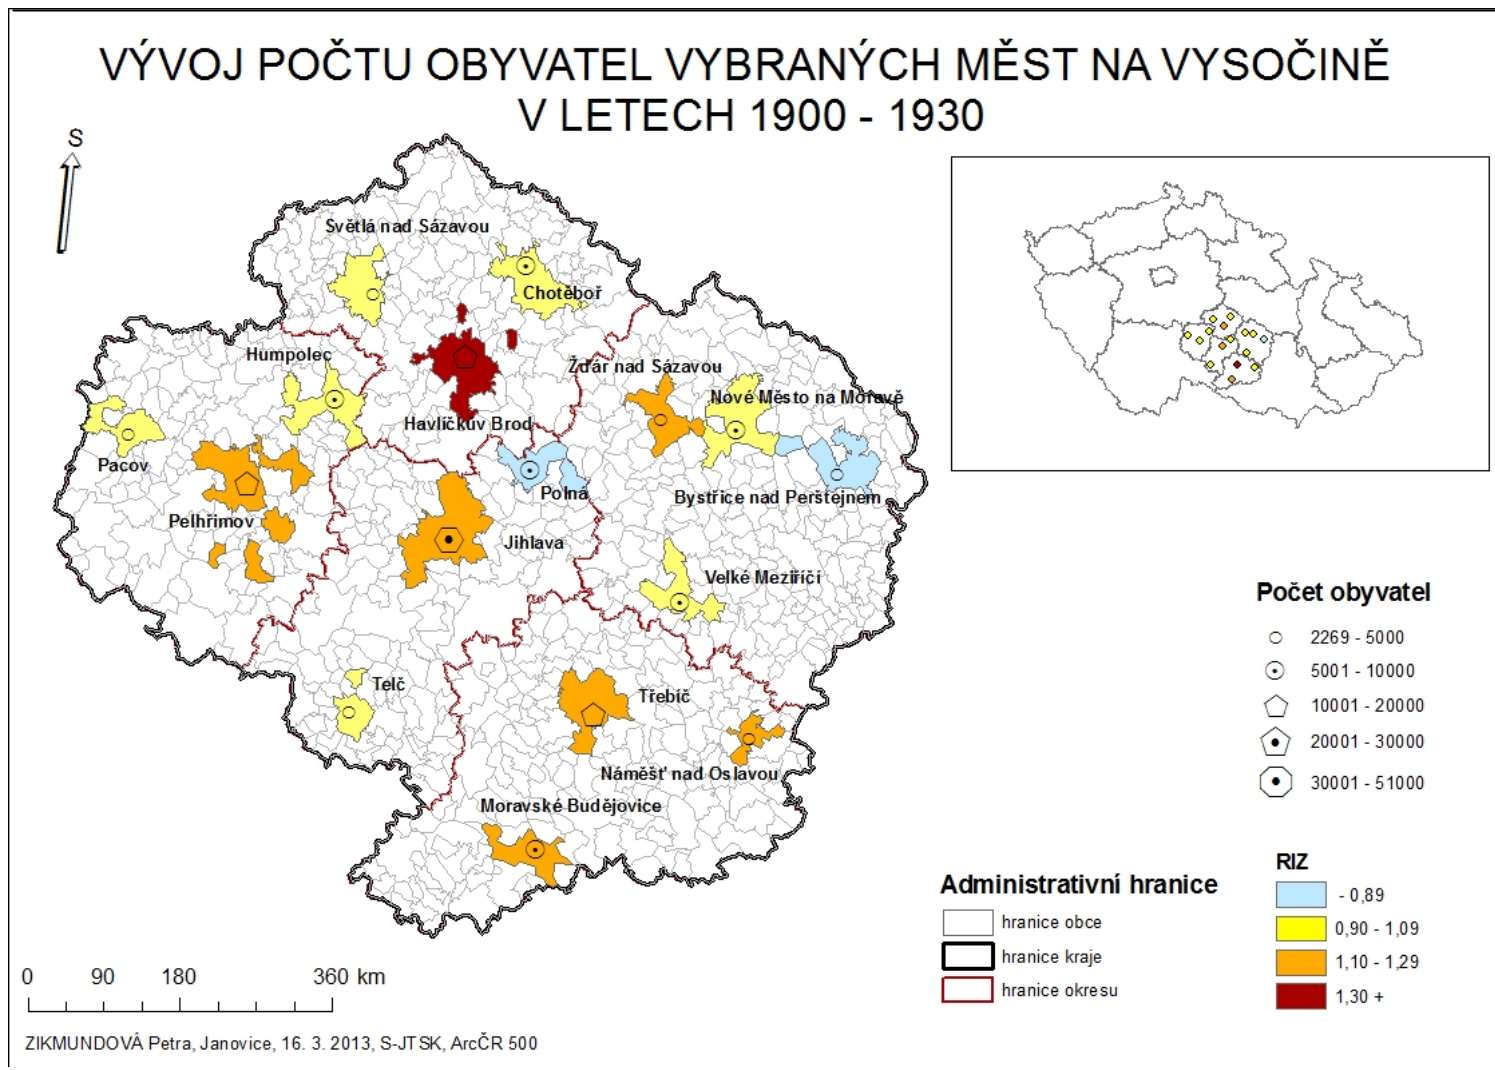 VÝVOJ POČTU OBYVATEL VYBRANÝCH MĚST NA VYSOČINĚ
V LETECH 1900 - 1930
S
Světlá nad Sázavou
Chotěboř
Humpolec
Žďár nad Sázavou
Nové Město na Moravě
Havlíčkův Brod
Pacov
Polná
Bystřice nad Perštejnem
Pelhřimov
Jihlava
Velké Meziříčí
Telč
Třebíč
Náměšť nad Oslavou
Moravské Budějovice
Počet obyvatel
2269 - 5000
5001 - 10000
10001 - 20000
20001 - 30000
30001 - 51000
Administrativní hranice
hranice obce
hranice kraje
hranice okresu
RIZ
- 0,89
0,90 - 1,09
1,10 - 1,29
1,30 +
0 90 180 360 km
ZIKMUNDOVÁ Petra, Janovice, 16. 3. 2013, S-JTSK, ArcČR 500